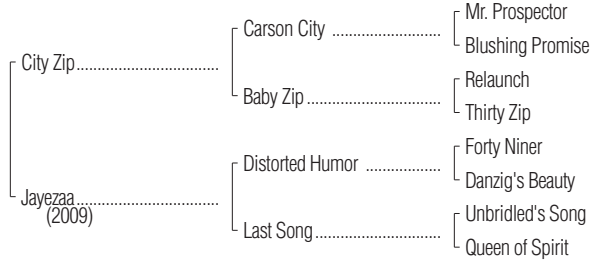 Mr. Prospector
Carson City ....................
Blushing Promise
City Zip..........................
Relaunch
Baby Zip.........................
Thirty Zip
Forty Niner
Distorted Humor ..............
Danzig's Beauty
Jayezaa..........................
(2009)
Unbridled's Song
Last Song.......................
Queen of Spirit